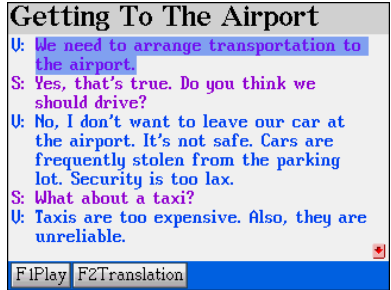 Getting To The Airport
V: We need to arrange transportation to
the airport.
S: Yes, that's true. Do you think we
should drive?
V: No, I don't want to leave our car at
the airport. It's not safe. Cars are
frequently stolen from the parking
lot. Security is too lax.
S: What about a taxi?
V: Taxis are too expensive. Also, they are
unreliable.
F1Play F2Translation